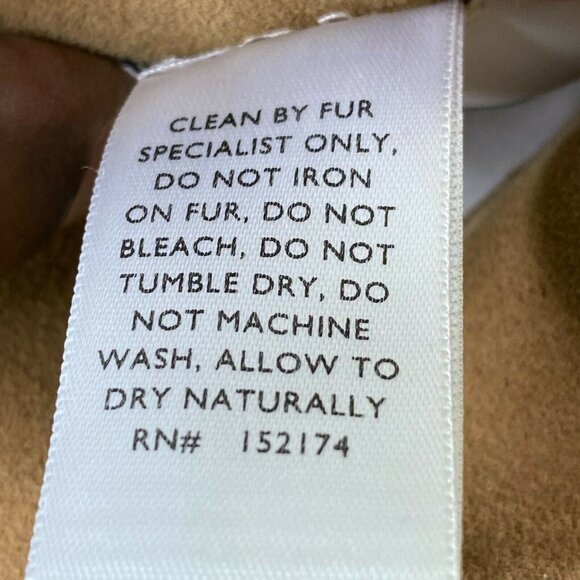 CLEAN BY FUR
SPECIALIST ONLY,
DO NOT IRON
ON FUR, DO NOT
BLEACH, DO NOT
TUMBLE DRY, DO
NOT MACHINE
WASH, ALLOW TO
DRY NATURALLY
RN# 152174